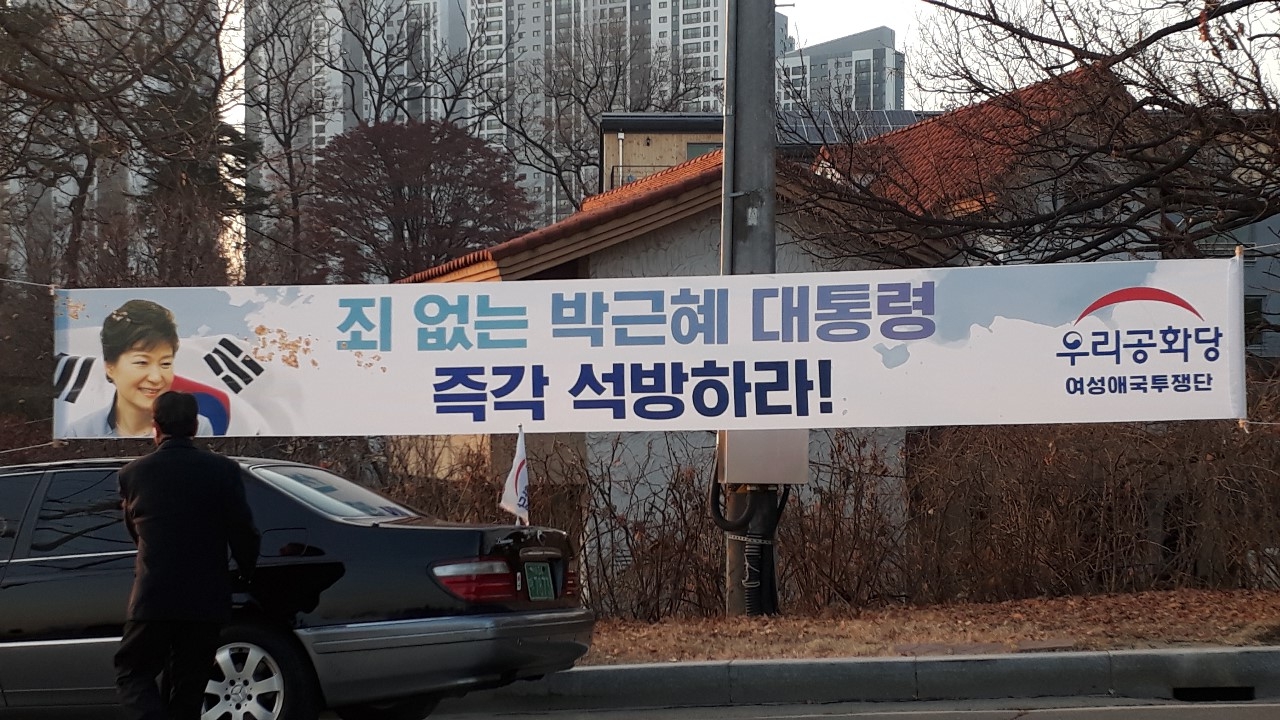 죄 없는 박근혜 대통령
즉각 석방하라!
우리공화당
여성애국투쟁단